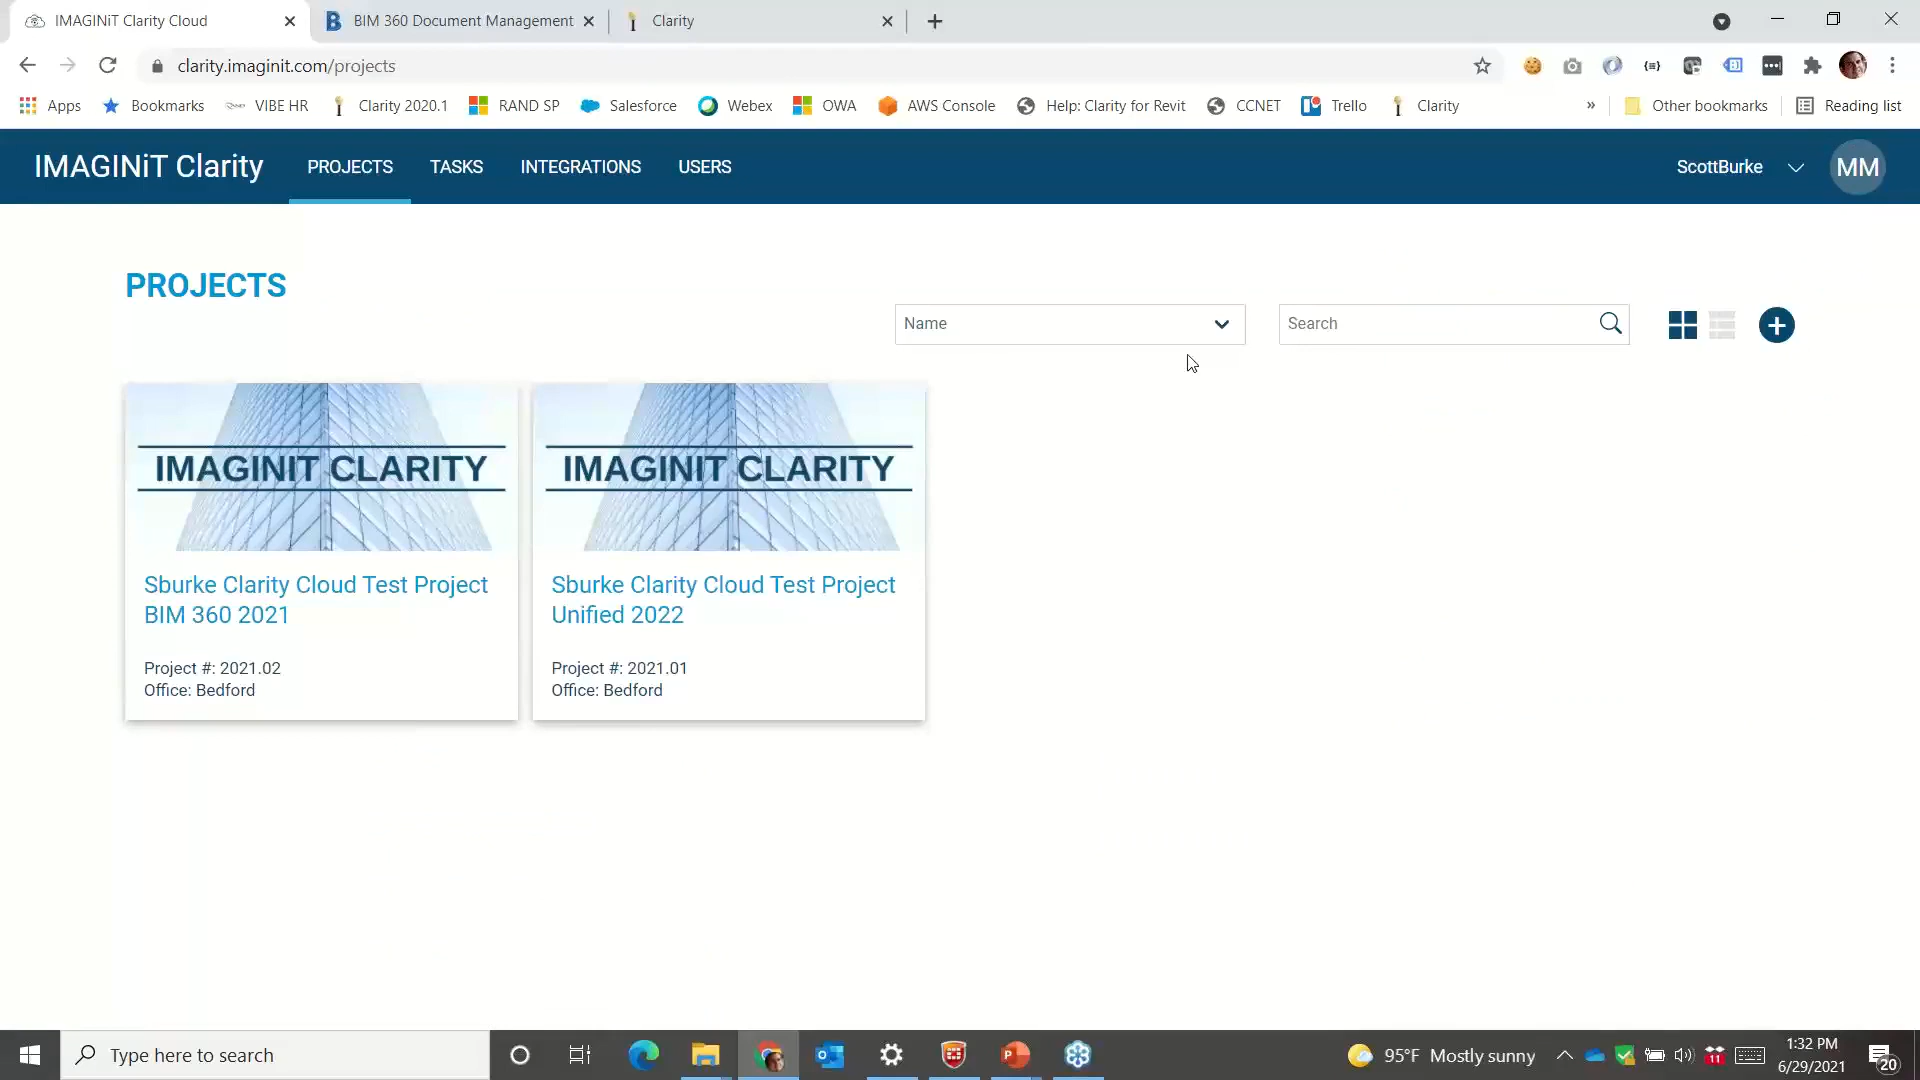 IMAGINiT Clarity Cloud
BIM 360 Document Management
Clarity
clarity.imaginit.com/projects
Apps
Bookmarks
VIBE HR
Clarity 2020.1
RAND SP
Salesforce
Webex
OWA
AWS Console
Help: Clarity for Revit
CCNET
Trello
Clarity
»
Other bookmarks
Reading list
IMAGINiT Clarity
PROJECTS
TASKS
INTEGRATIONS
USERS
ScottBurke
MM
PROJECTS
Name
Search
IMAGINIT CLARITY
Sburke Clarity Cloud Test Project
BIM 360 2021
Project #: 2021.02
Office: Bedford
IMAGINIT CLARITY
Sburke Clarity Cloud Test Project
Unified 2022
Project #: 2021.01
Office: Bedford
Type here to search
95°F Mostly sunny
11
1:32 PM
6/29/2021
20